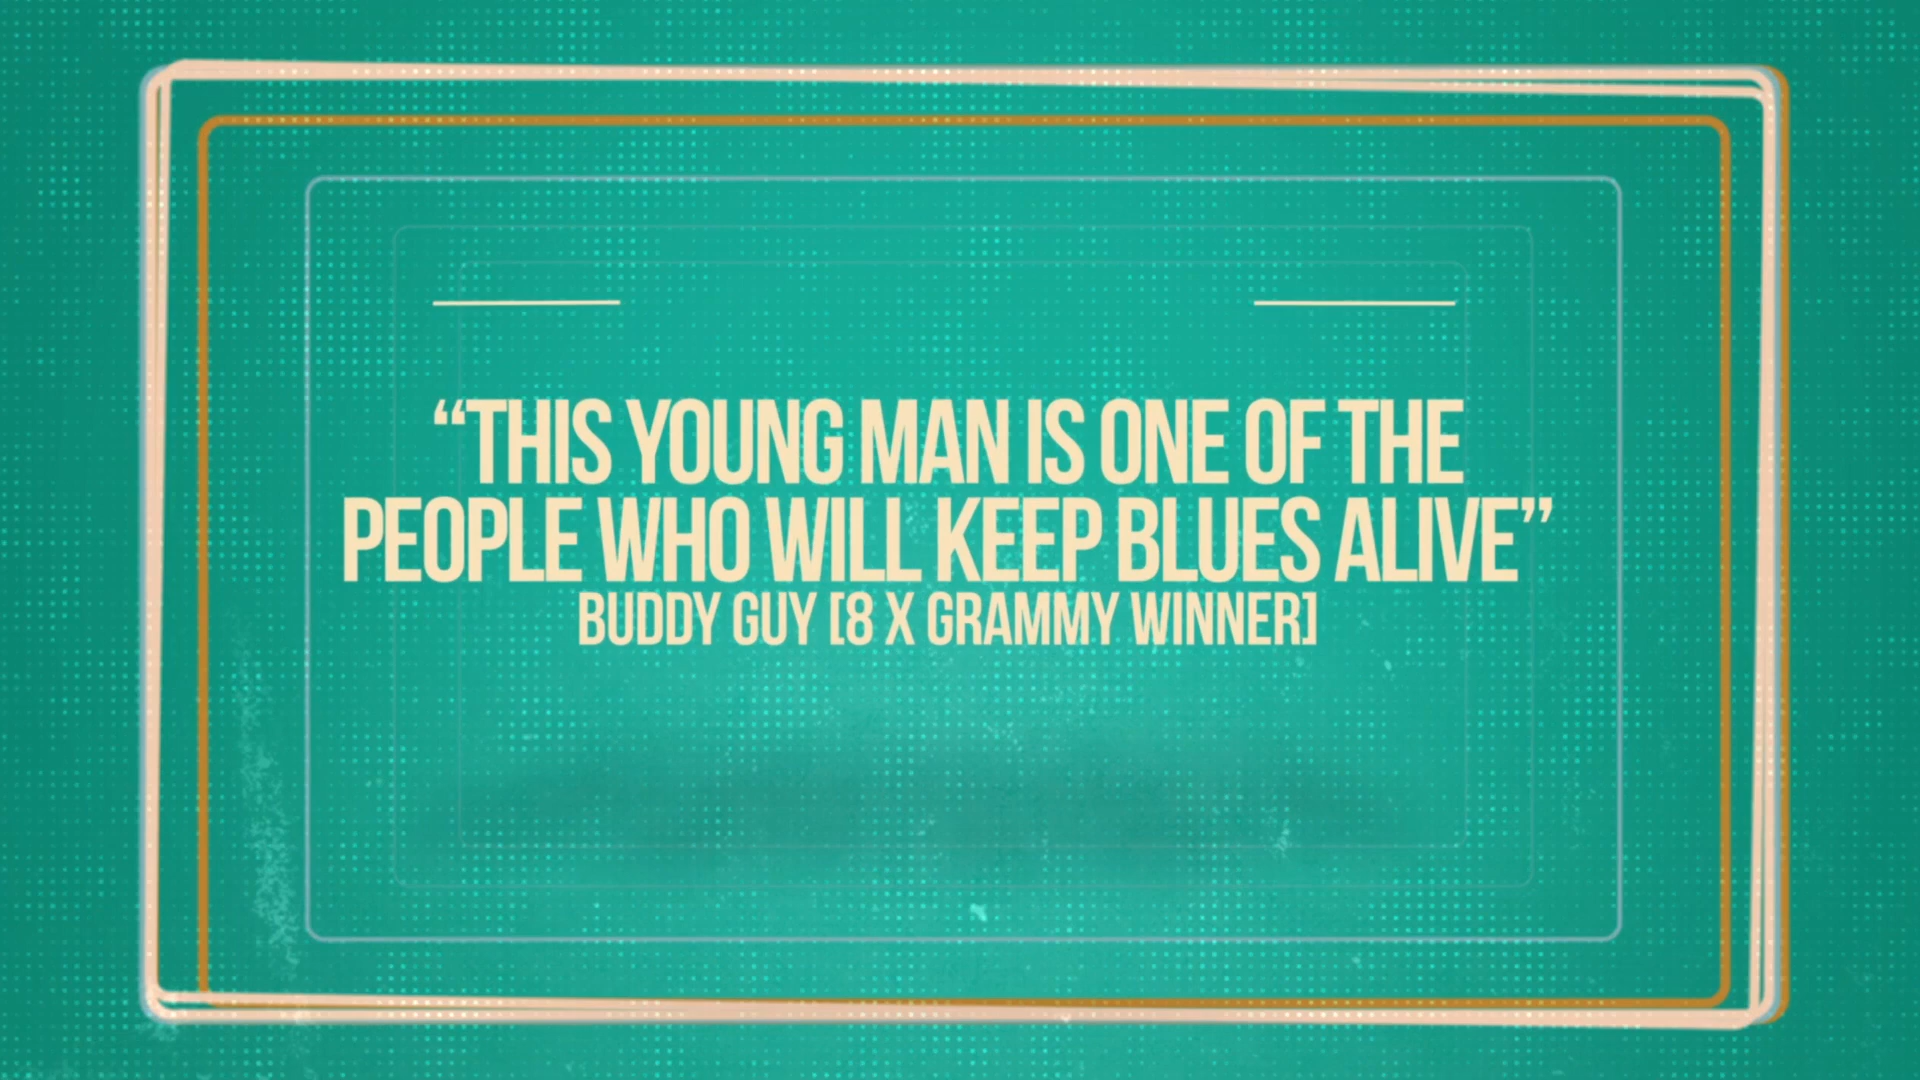 “THIS YOUNG MAN IS ONE OF THE
PEOPLE WHO WILL KEEP BLUES ALIVE”
BUDDY GUY [8 X GRAMMY WINNER]